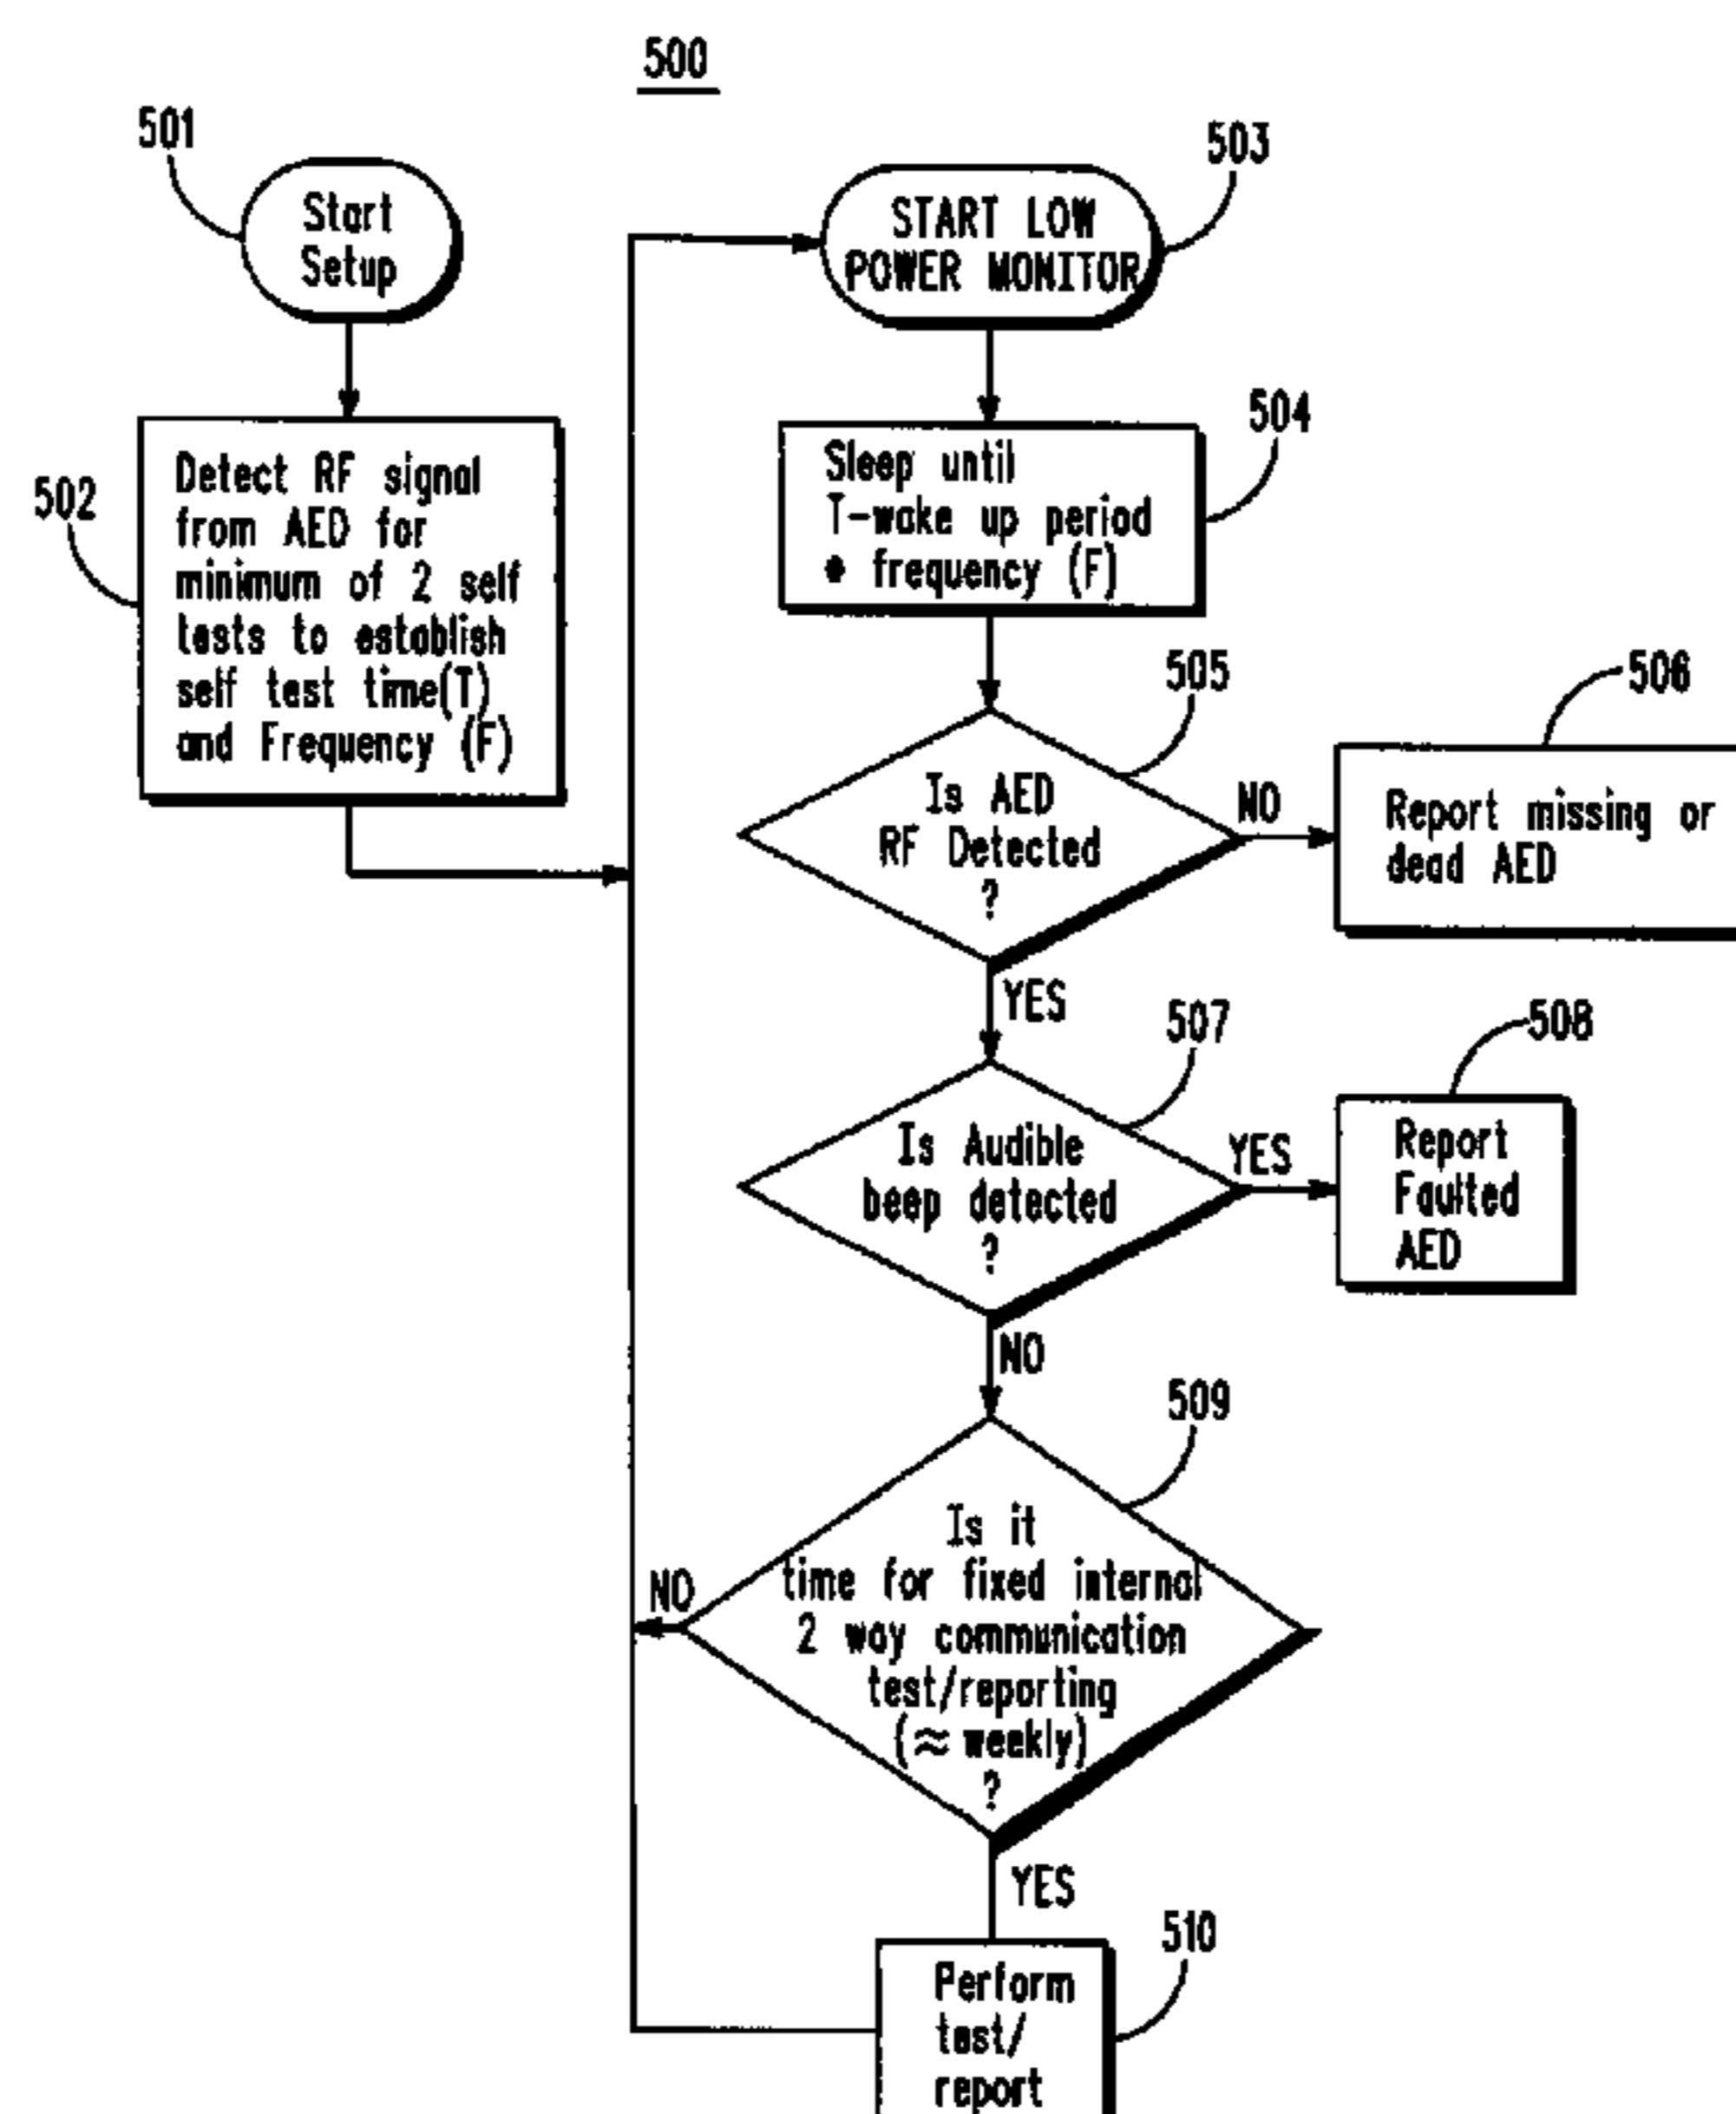 500
501
Start
Setup
502
Detect RF signal
from AED for
minimum of 2 self
tests to establish
self test time(T)
and Frequency (F)
503
START LOW
POWER MONITOR
504
Sleep until
T-wake up period
• frequency (F)
505
Is AED
RF Detected
?
NO
506
Report missing or
dead AED
YES
507
Is Audible
beep detected
?
YES
508
Report
Faulted
AED
NO
509
Is it
time for fixed internal
2 way communication
test/reporting
(≈ weekly)
?
NO
YES
510
Perform
test/
report